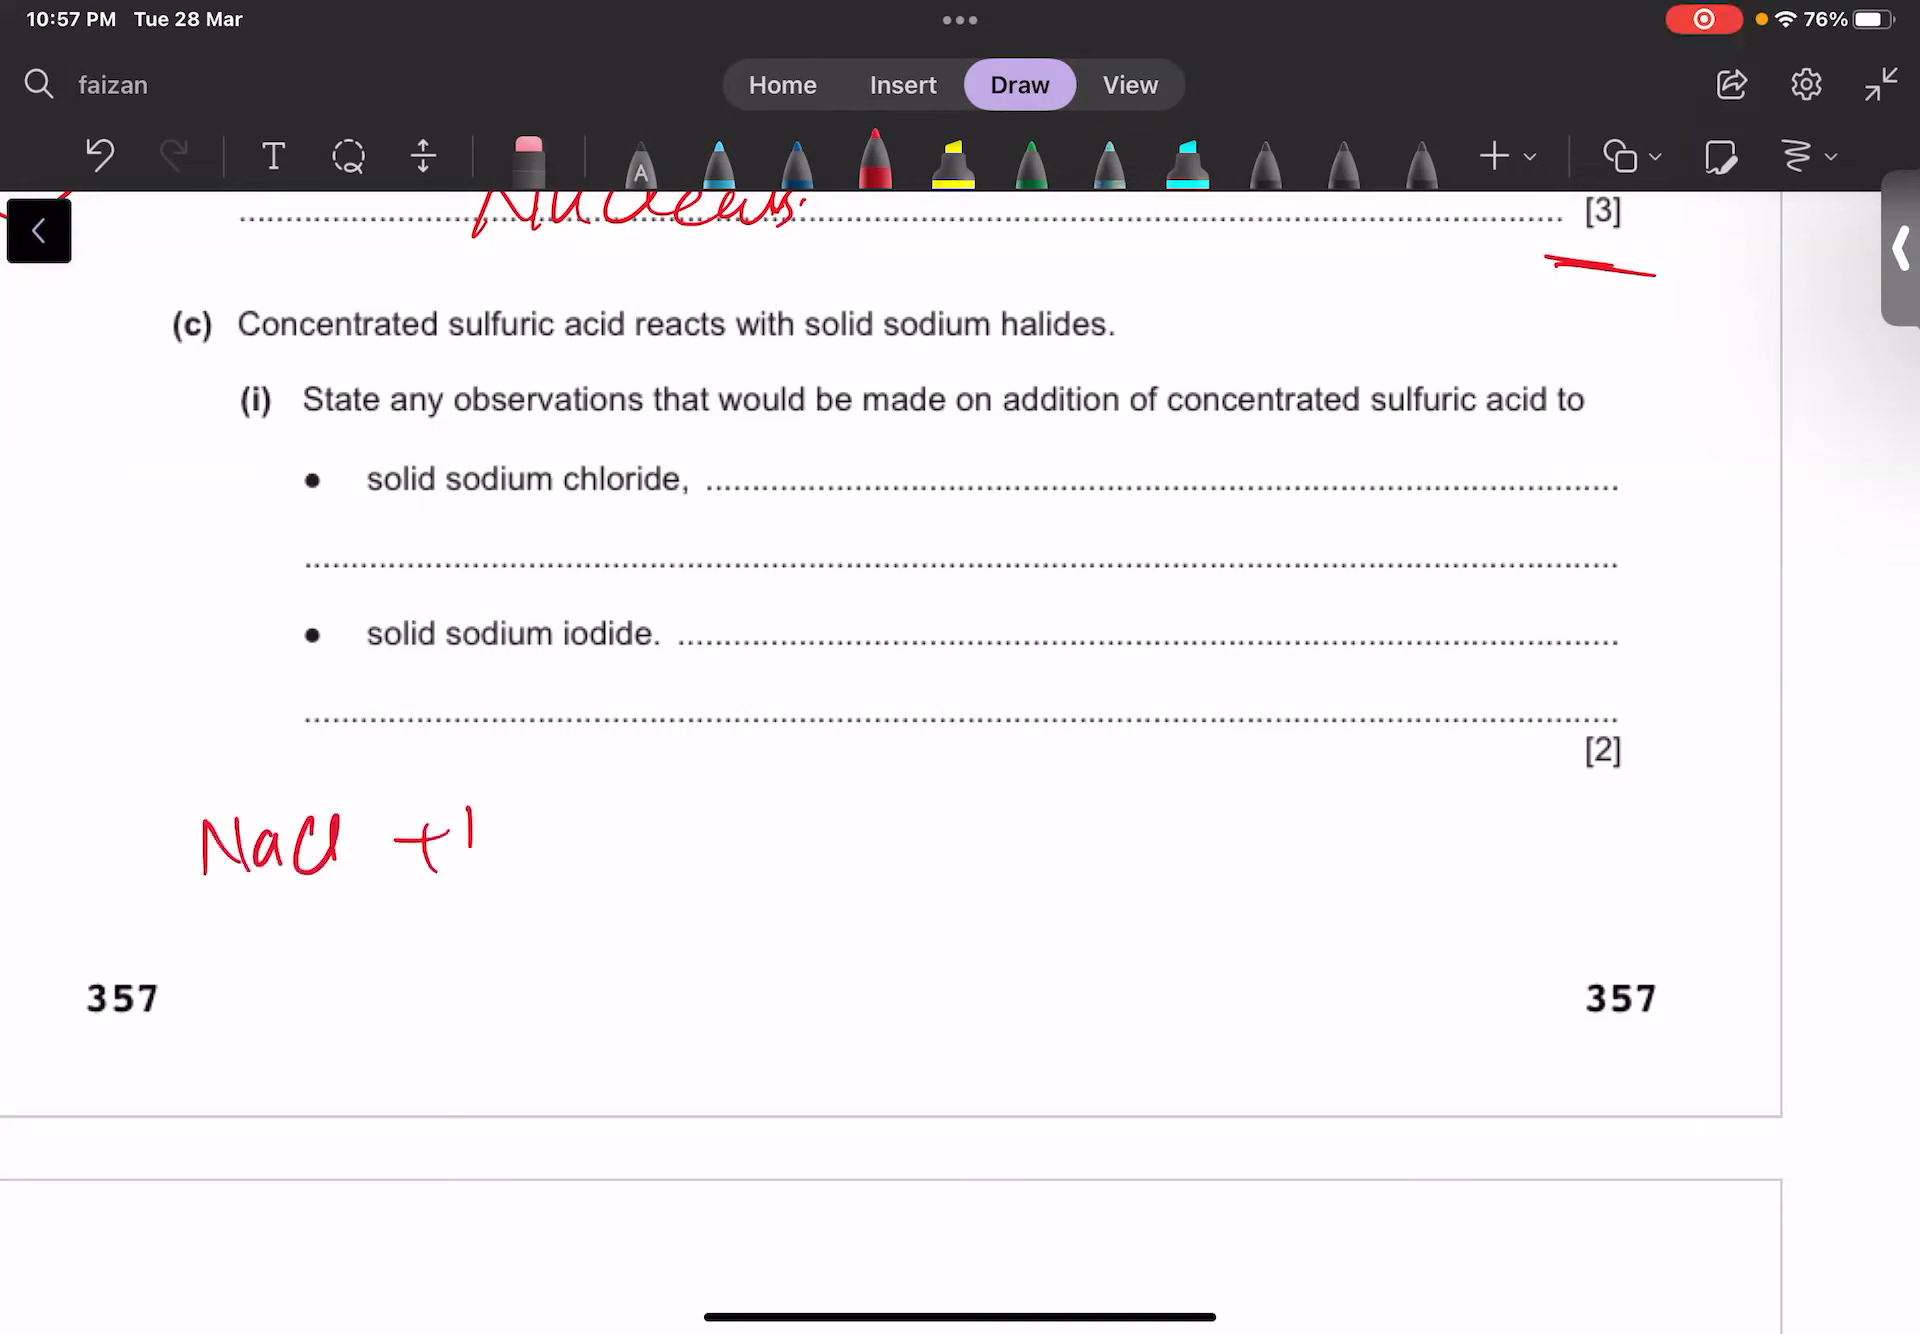 10:57 PM Tue 28 Mar
76%
faizan
Home Insert Draw View
T
A
Nucleus.
[3]
(c) Concentrated sulfuric acid reacts with solid sodium halides.
(i) State any observations that would be made on addition of concentrated sulfuric acid to
• solid sodium chloride, ....................
....................
• solid sodium iodide. ....................
....................
[2]
NaCl +
357 357